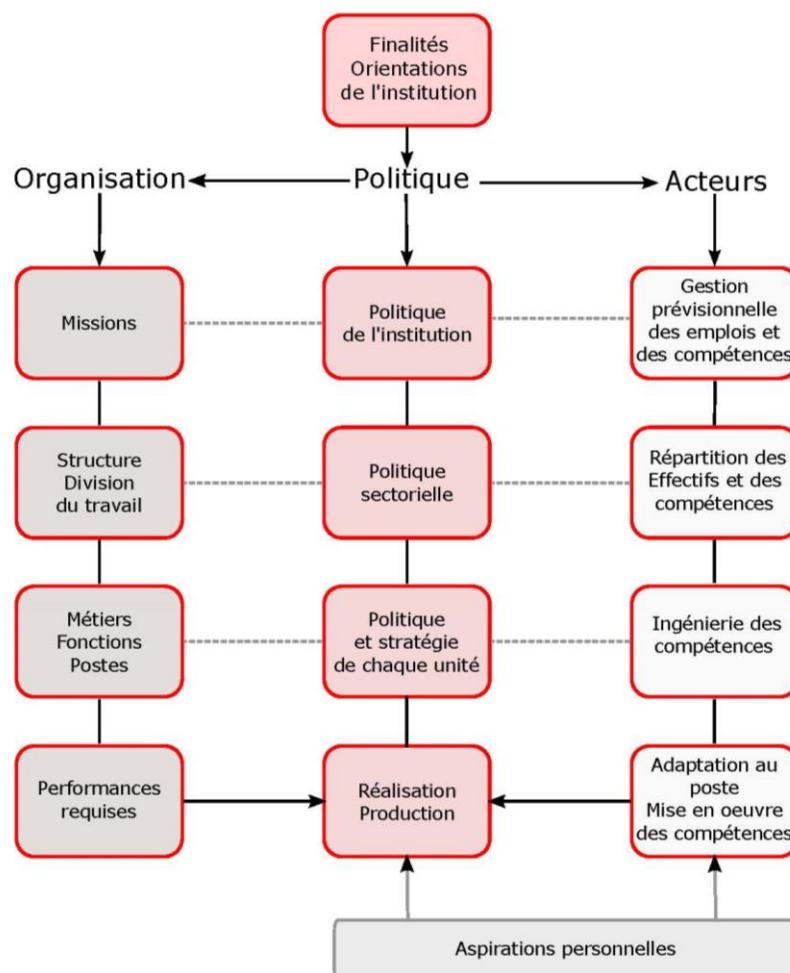 Finalités
Orientations
de l'institution
Organisation
Politique
Acteurs
Missions
Politique
de l'institution
Gestion
prévisionnelle
des emplois et
des compétences
Structure
Division
du travail
Politique
sectorielle
Répartition des
Effectifs et des
compétences
Métiers
Fonctions
Postes
Politique
et stratégie
de chaque unité
Ingénierie des
compétences
Performances
requises
Réalisation
Production
Adaptation au
poste
Mise en oeuvre
des compétences
Aspirations personnelles